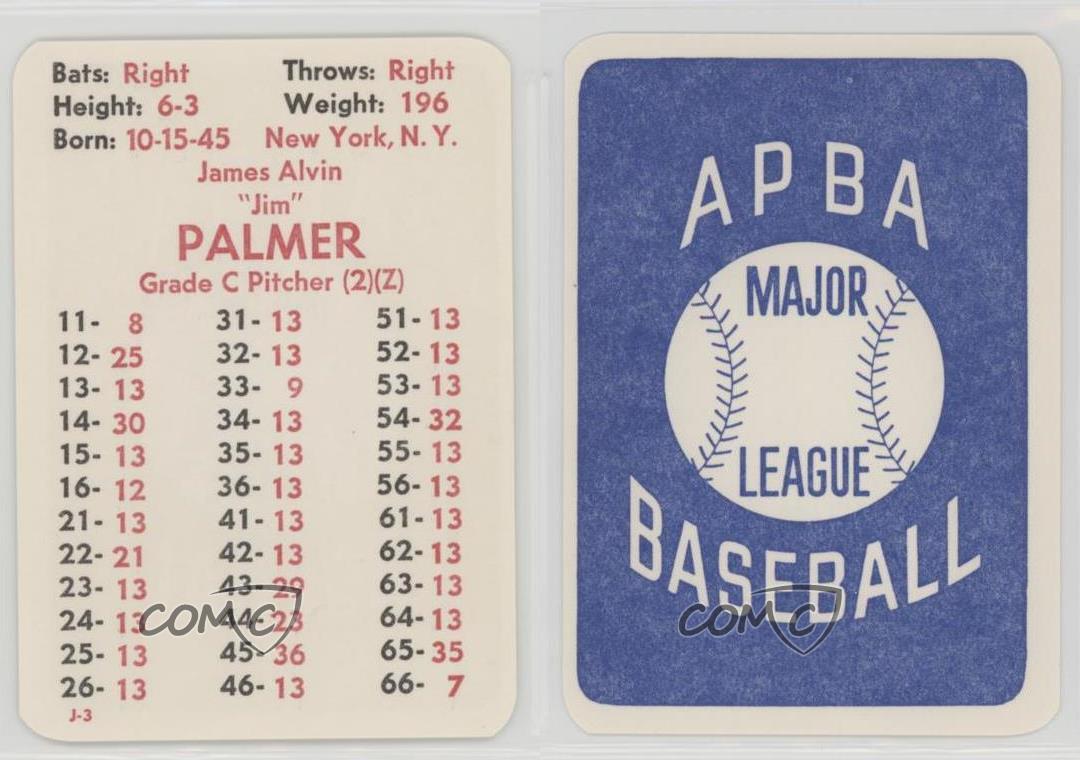 Bats: Right Throws: Right
Height: 6-3 Weight: 196
Born: 10-15-45 New York, N. Y.
James Alvin
"Jim"
PALMER
Grade C Pitcher (2)(Z)
11- 8 31- 13 51- 13
12- 25 32- 13 52- 13
13- 13 33- 9 53- 13
14- 30 34- 13 54- 32
15- 13 35- 13 55- 13
16- 12 36- 13 56- 13
21- 13 41- 13 61- 13
22- 21 42- 13 62- 13
23- 13 43- 29 63- 13
24- 13 44- 23 64- 13
25- 13 45- 36 65- 35
26- 13 46- 13 66- 7
J-3
COMC
APBA
MAJOR
LEAGUE
BASEBALL
COMC